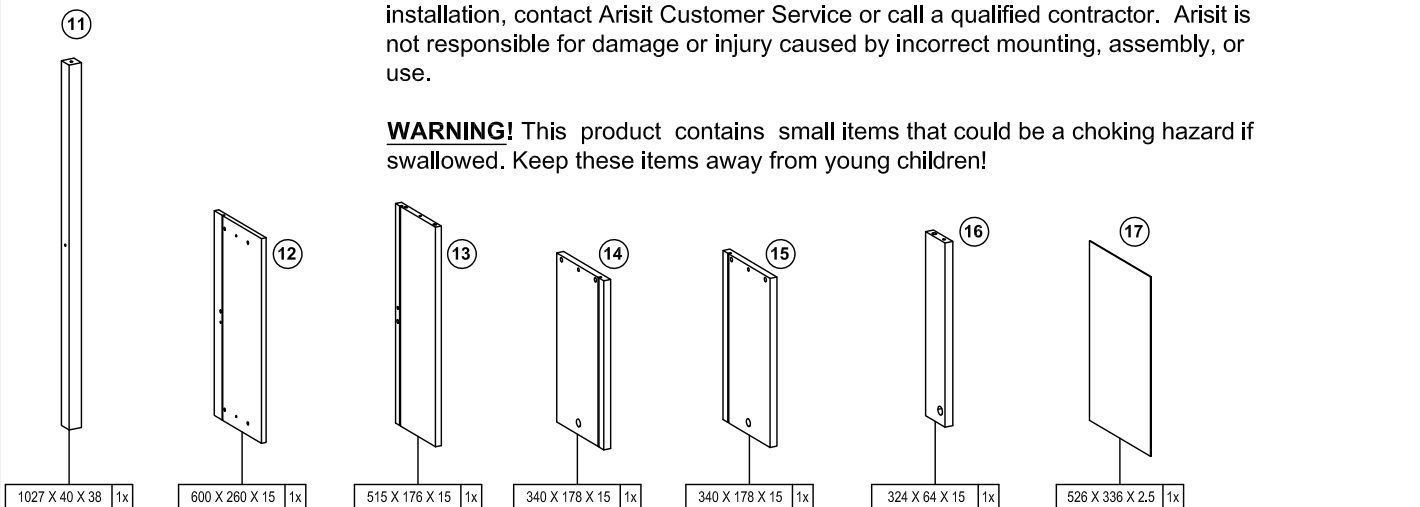 installation, contact Arisit Customer Service or call a qualified contractor. Arisit is
not responsible for damage or injury caused by incorrect mounting, assembly, or
use.
WARNING! This product contains small items that could be a choking hazard if
swallowed. Keep these items away from young children!
11
12
13
14
15
16
17
1027 X 40 X 38 1x
600 X 260 X 15 1x
515 X 176 X 15 1x
340 X 178 X 15 1x
340 X 178 X 15 1x
324 X 64 X 15 1x
526 X 336 X 2.5 1x